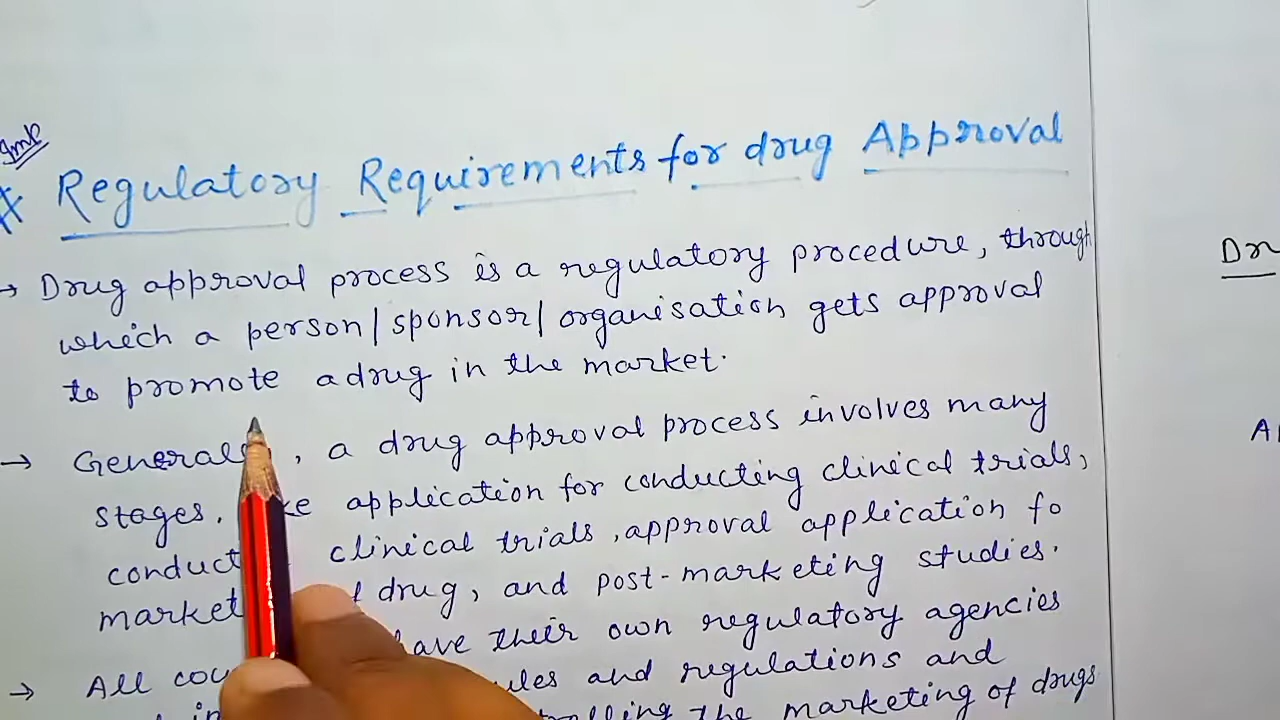 Imp
* Regulatory Requirements for drug Approval
→ Drug approval process is a regulatory procedure, through
which a person/sponsor/organisation gets approval
to promote a drug in the market.
→ General , a drug approval process involves many
stages. application for conducting clinical trials,
conduct clinical trials, approval application fo
market drug, and post-marketing studies.
→ All cou have their own regulatory agencies
rules and regulations and
the marketing of drugs
Dr
A